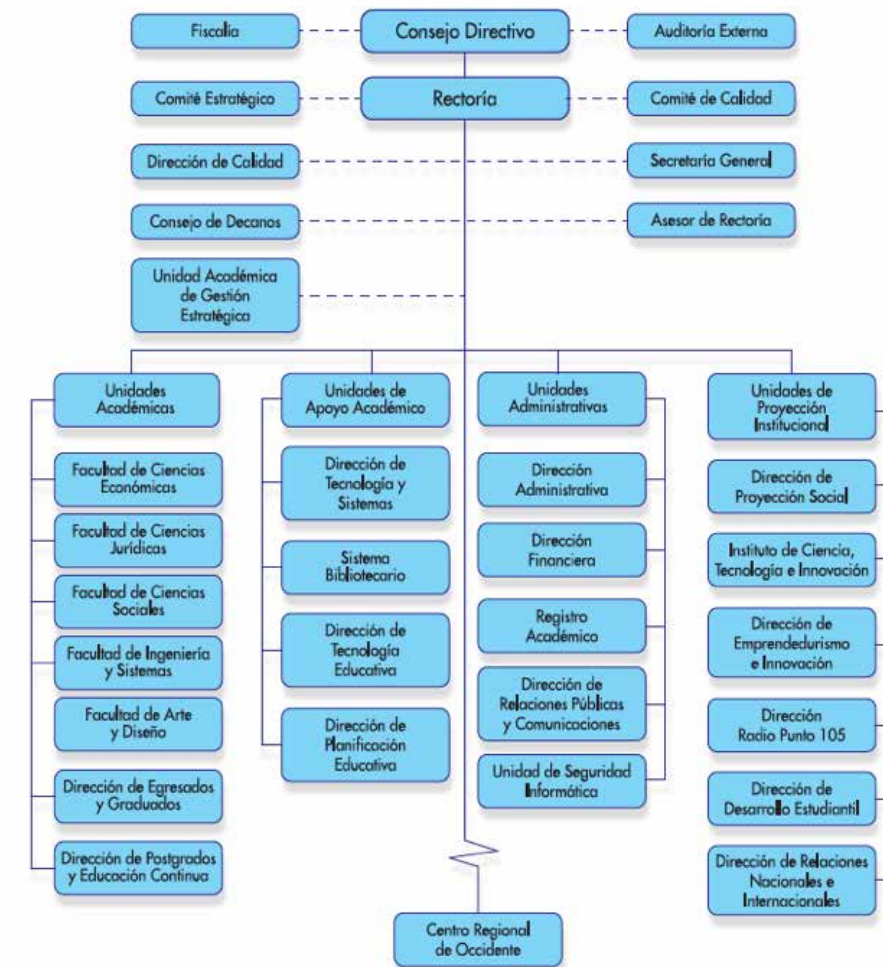 Fiscalía
Consejo Directivo
Auditoría Externa
Comité Estratégico
Rectoría
Comité de Calidad
Dirección de Calidad
Secretaría General
Consejo de Decanos
Asesor de Rectoría
Unidad Académica
de Gestión
Estratégica
Unidades
Académicas
Facultad de Ciencias
Económicas
Facultad de Ciencias
Jurídicas
Facultad de Ciencias
Sociales
Facultad de Ingeniería
y Sistemas
Facultad de Arte
y Diseño
Dirección de Egresados
y Graduados
Dirección de Postgrados
y Educación Continua
Unidades de
Apoyo Académico
Dirección de
Tecnología y
Sistemas
Sistema
Bibliotecario
Dirección de
Tecnología
Educativa
Dirección de
Planificación
Educativa
Unidades
Administrativas
Dirección
Administrativa
Dirección
Financiera
Registro
Académico
Dirección de
Relaciones Públicas
y Comunicaciones
Unidad de Seguridad
Informática
Unidades de
Proyección
Institucional
Dirección de
Proyección Social
Instituto de Ciencia,
Tecnología e Innovación
Dirección de
Emprendedurismo
e Innovación
Dirección
Radio Punto 105
Dirección de
Desarrollo Estudiantil
Dirección de Relaciones
Nacionales e
Internacionales
Centro Regional
de Occidente